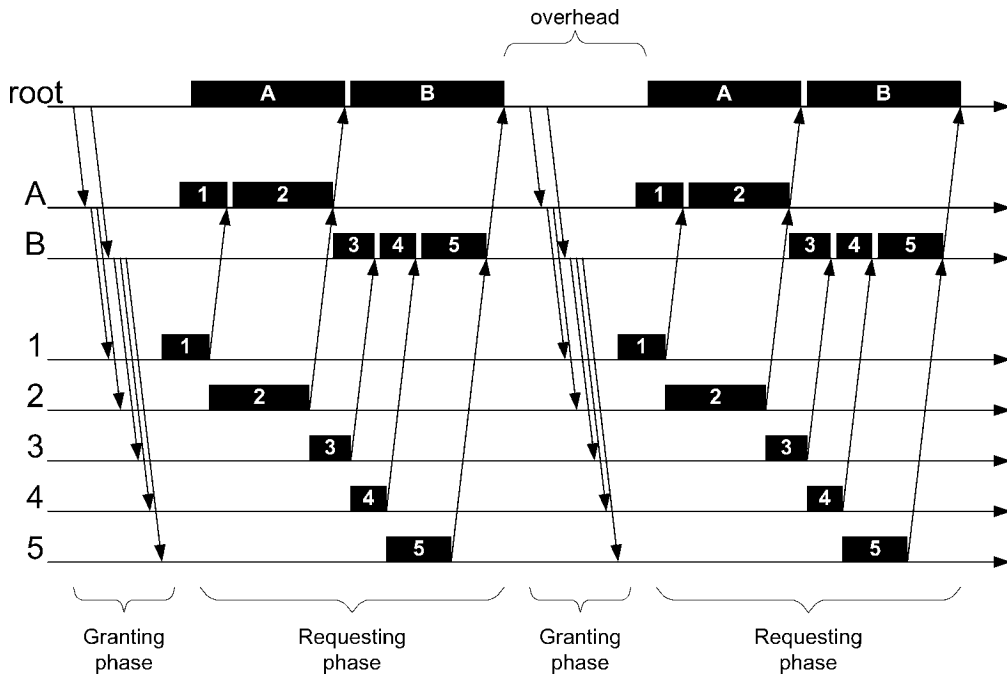 overhead
root A B A B
A 1 2 1 2
B 3 4 5 3 4 5
1 1 1
2 2 2
3 3 3
4 4 4
5 5 5
Granting Requesting Granting Requesting
phase phase phase phase